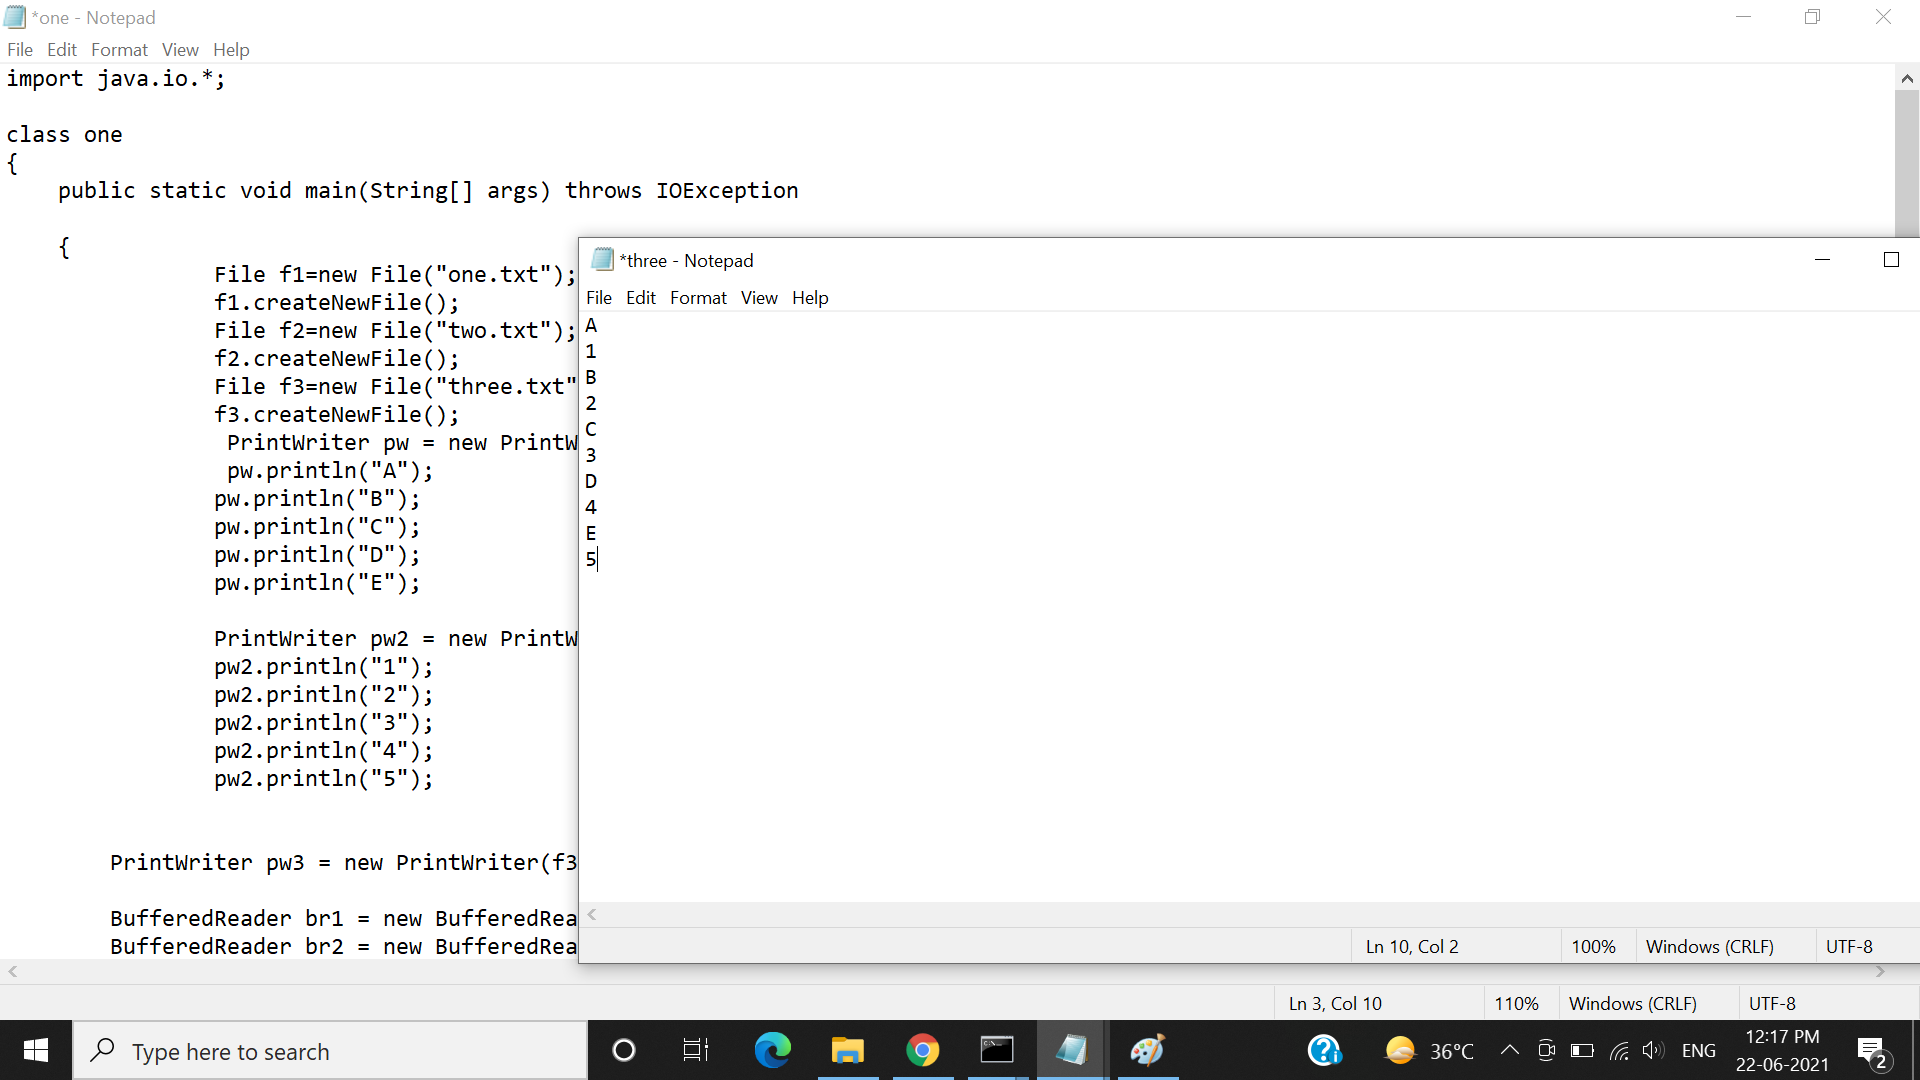 *one - Notepad
File Edit Format View Help
import java.io.*;
class one
{
public static void main(String[] args) throws IOException
{
File f1=new File("one.txt");
f1.createNewFile();
File f2=new File("two.txt");
f2.createNewFile();
File f3=new File("three.txt"
f3.createNewFile();
PrintWriter pw = new PrintW
pw.println("A");
pw.println("B");
pw.println("C");
pw.println("D");
pw.println("E");
PrintWriter pw2 = new PrintW
pw2.println("1");
pw2.println("2");
pw2.println("3");
pw2.println("4");
pw2.println("5");
PrintWriter pw3 = new PrintWriter(f3
BufferedReader br1 = new BufferedRea
BufferedReader br2 = new BufferedRea
*three - Notepad
File Edit Format View Help
A
1
B
2
C
3
D
4
E
5
Ln 10, Col 2 100% Windows (CRLF) UTF-8
Ln 3, Col 10 110% Windows (CRLF) UTF-8
Type here to search
36°C
ENG
12:17 PM
22-06-2021
2